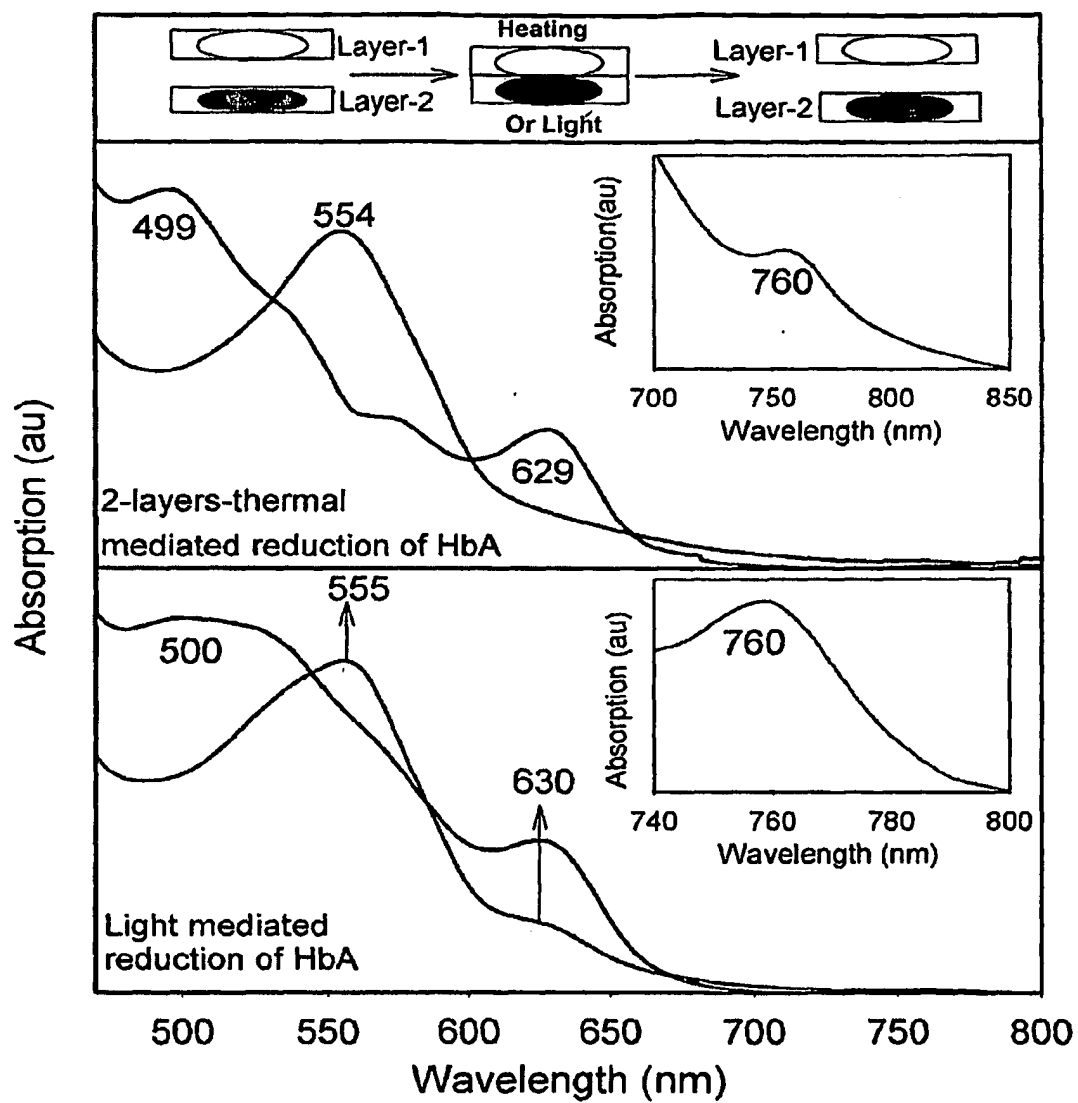 Heating
Layer-1
Layer-2
Or Light
Layer-1
Layer-2
499
554
629
2-layers-thermal
mediated reduction of HbA
Absorption(au)
760
700 750 800 850
Wavelength (nm)
Absorption (au)
555
500
630
Light mediated
reduction of HbA
Absorption (au)
760
740 760 780 800
Wavelength (nm)
500 550 600 650 700 750 800
Wavelength (nm)